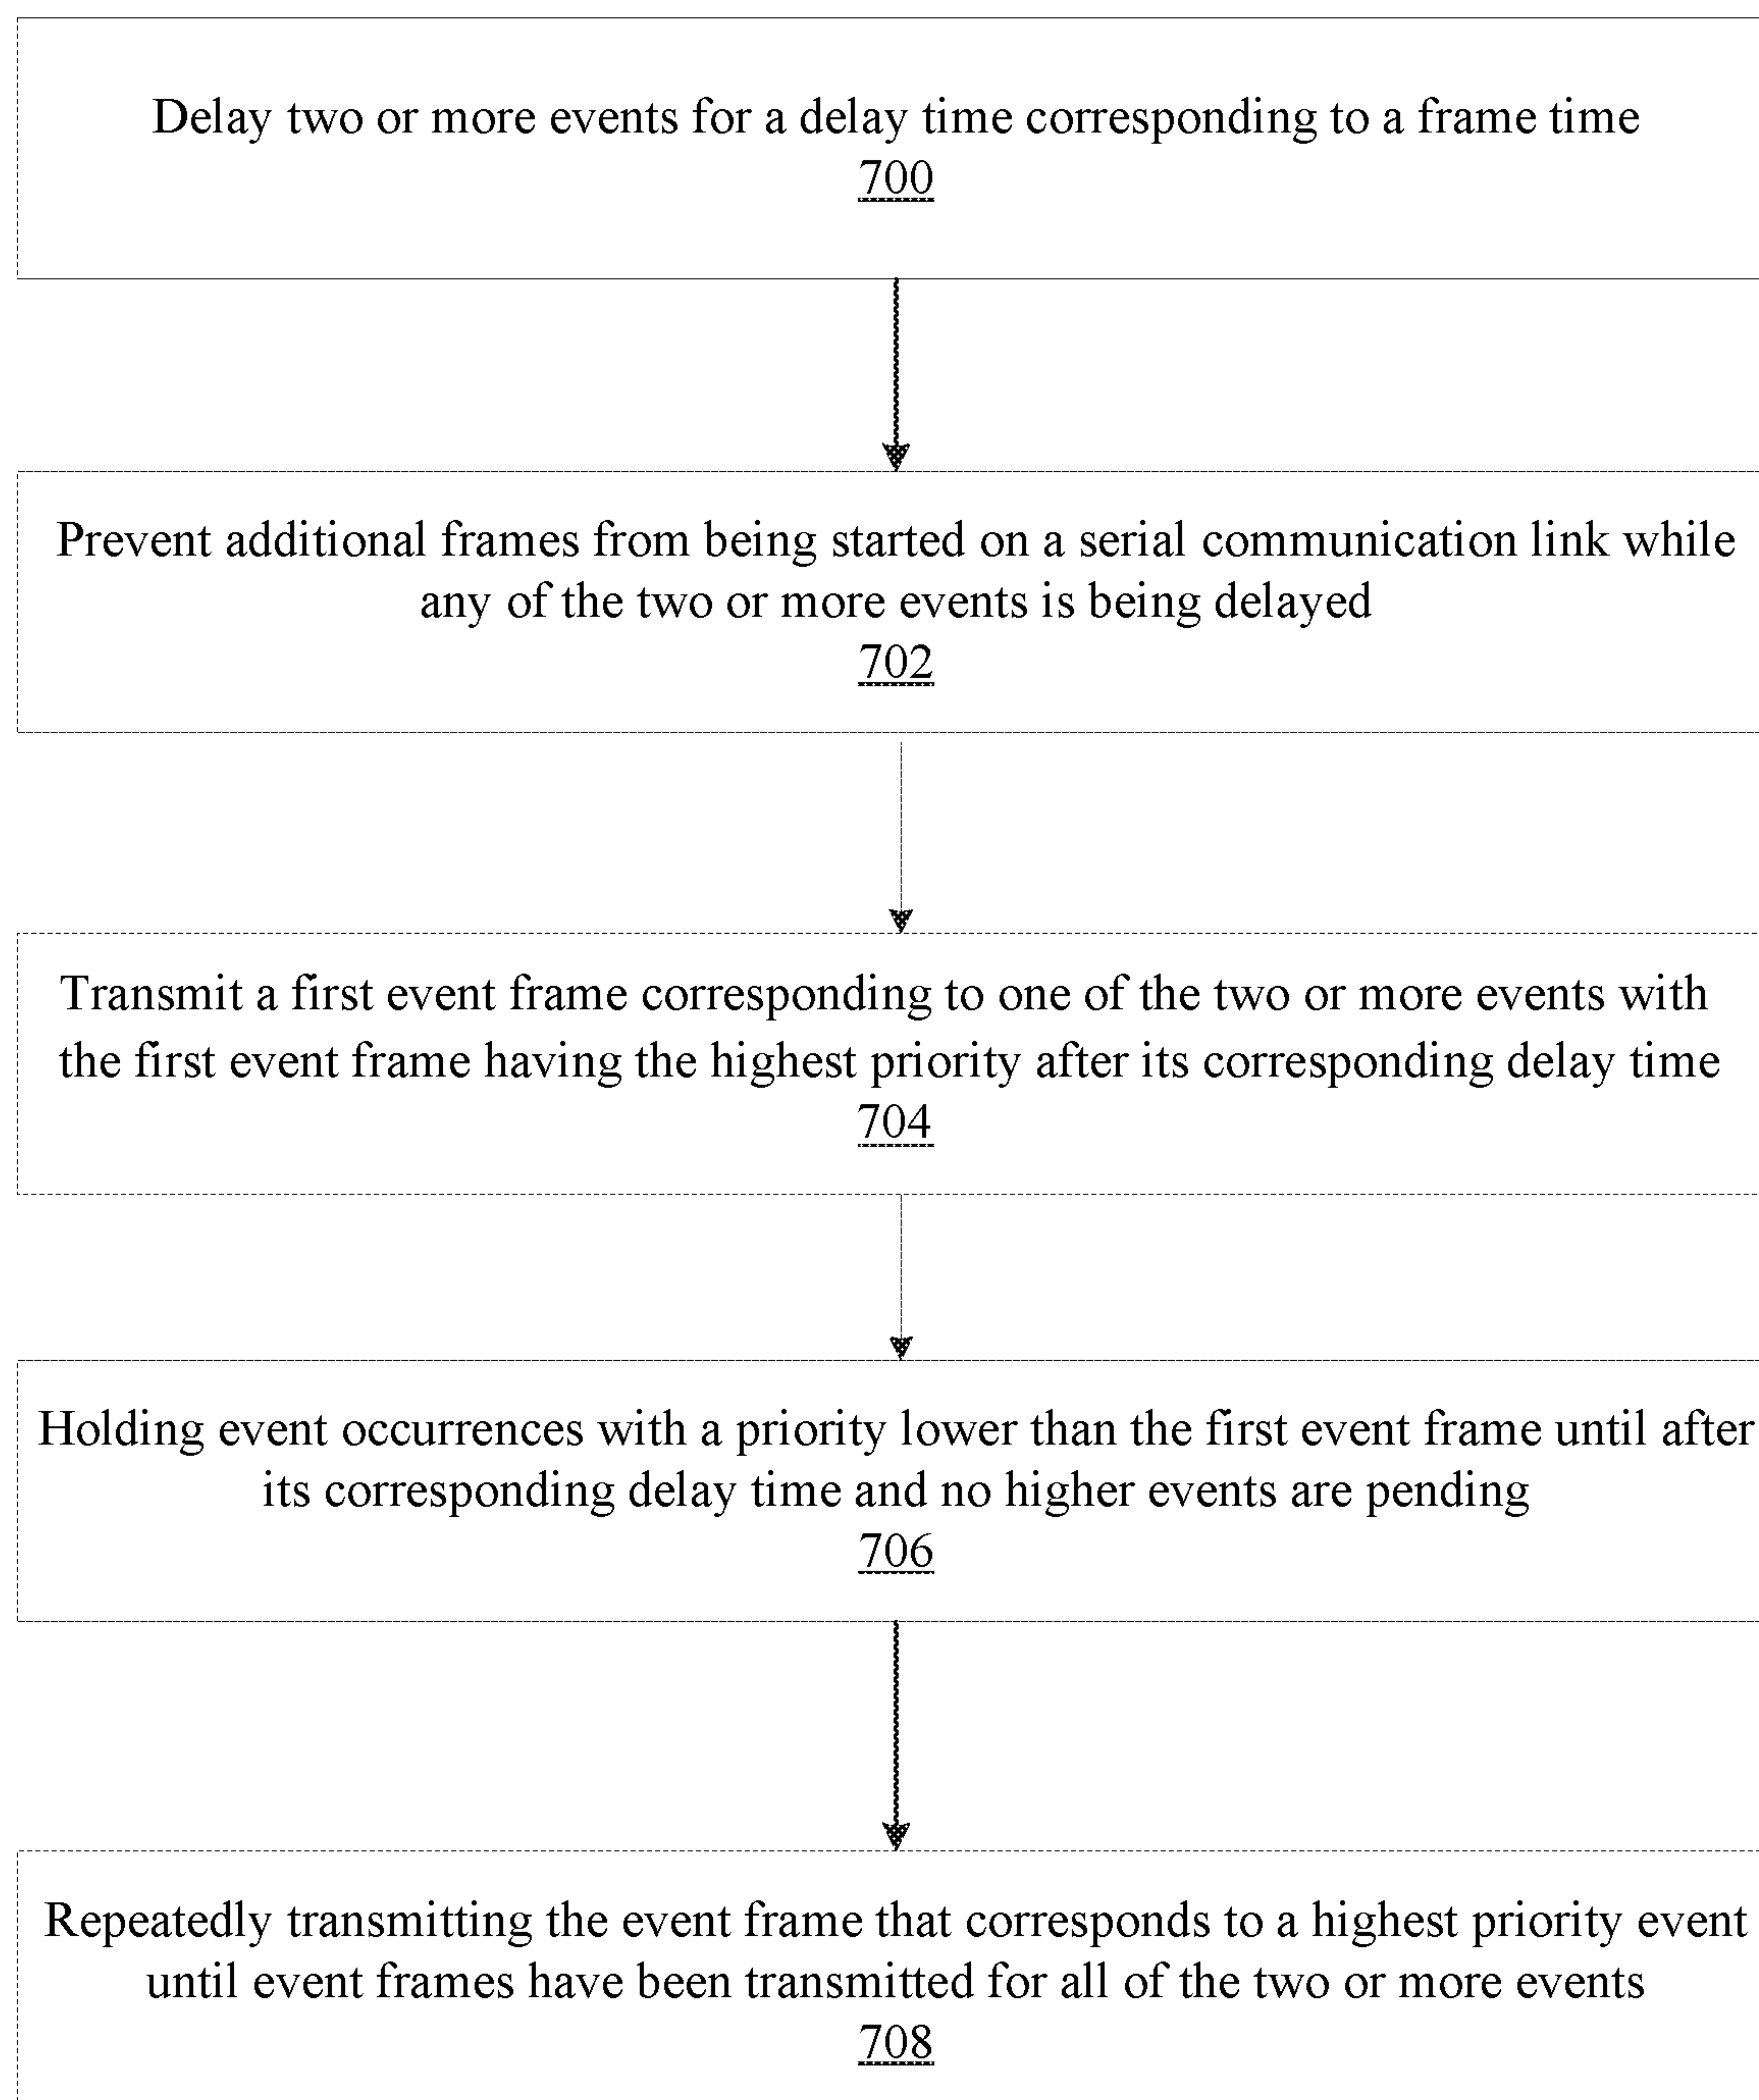 Delay two or more events for a delay time corresponding to a frame time
700
Prevent additional frames from being started on a serial communication link while
any of the two or more events is being delayed
702
Transmit a first event frame corresponding to one of the two or more events with
the first event frame having the highest priority after its corresponding delay time
704
Holding event occurrences with a priority lower than the first event frame until after
its corresponding delay time and no higher events are pending
706
Repeatedly transmitting the event frame that corresponds to a highest priority event
until event frames have been transmitted for all of the two or more events
708